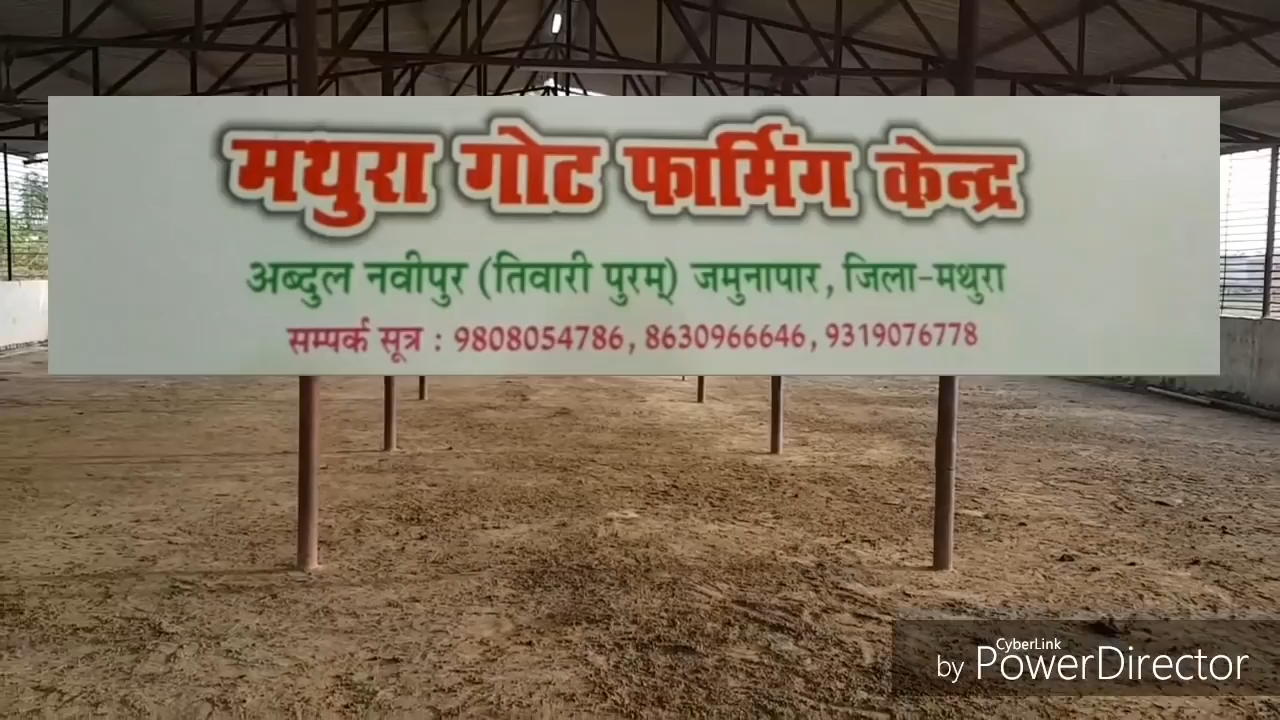 मथुरा गोट फार्मिंग केन्द्र
अब्दुल नवीपुर (तिवारी पुरम्) जमुनापार, जिला-मथुरा
सम्पर्क सूत्र : 9808054786, 8630966646, 9319076778
CyberLink
by PowerDirector